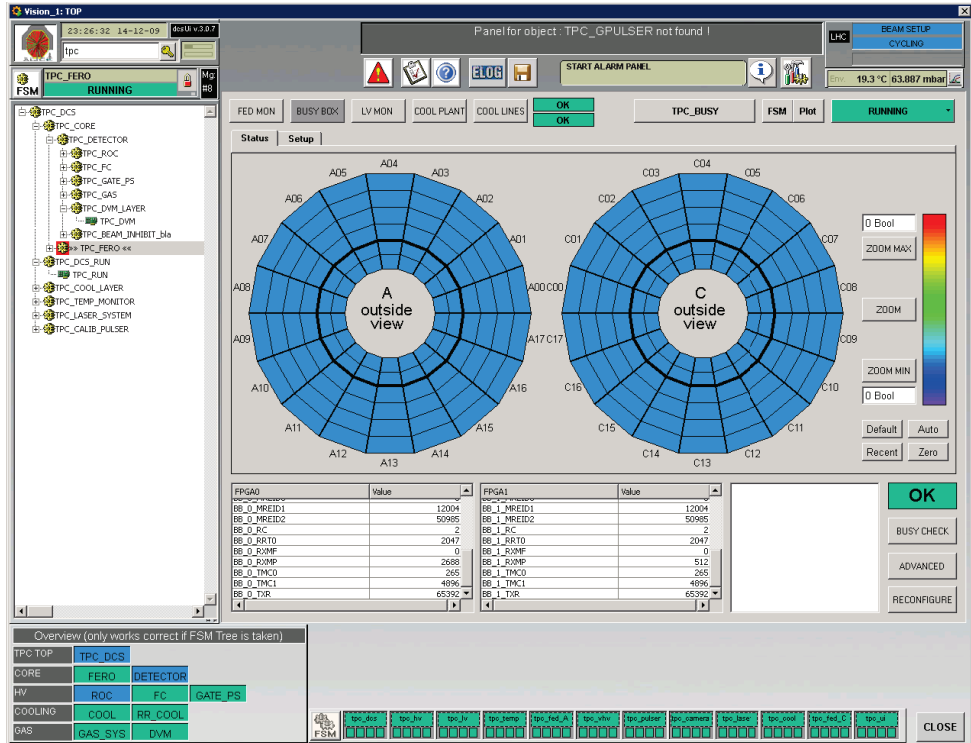 Vision_1: TOP
23:26:32 14-12-09
dcsUi v.3.0.7
tpc
Panel for object : TPC_GPULSER not found !
LHC
BEAM SETUP
CYCLING
FSM
TPC_FERO
RUNNING
Mg:
#8
ELOG
START ALARM PANEL
Env. 19.3 °C 63.887 mbar
TPC_DCS
TPC_CORE
TPC_DETECTOR
TPC_ROC
TPC_FC
TPC_GATE_PS
TPC_GAS
TPC_DVM_LAYER
TPC_DVM
TPC_BEAM_INHIBIT_bla
>> TPC_FERO <<
TPC_DCS_RUN
TPC_RUN
TPC_COOL_LAYER
TPC_TEMP_MONITOR
TPC_LASER_SYSTEM
TPC_CALIB_PULSER
FED MON
BUSY BOX
LV MON
COOL PLANT
COOL LINES
OK
OK
TPC_BUSY
FSM
Plot
RUNNING
Status
Setup
A04
A05 A03
A06 A02
A07 A01
A08 A00
A09 A17
A10 A16
A11 A15
A12 A14
A13
A
outside
view
C04
C03 C05
C02 C06
C01 C07
C00 C08
C17 C09
C16 C10
C15 C11
C14 C12
C13
C
outside
view
0 Bool
ZOOM MAX
ZOOM
ZOOM MIN
0 Bool
Default Auto
Recent Zero
FPGA0 Value
BB_0_MREID1 12004
BB_0_MREID2 50985
BB_0_RC 2
BB_0_RRT0 2047
BB_0_RXMF 0
BB_0_RXMP 2688
BB_0_TMC0 265
BB_0_TMC1 4896
BB_0_TXR 65392
FPGA1 Value
BB_1_MREID1 12004
BB_1_MREID2 50985
BB_1_RC 2
BB_1_RRT0 2047
BB_1_RXMF 0
BB_1_RXMP 512
BB_1_TMC0 265
BB_1_TMC1 4896
BB_1_TXR 65392
OK
BUSY CHECK
ADVANCED
RECONFIGURE
Overview (only works correct if FSM Tree is taken)
TPC TOP TPC_DCS
CORE FERO DETECTOR
HV ROC FC GATE_PS
COOLING COOL RR_COOL
GAS GAS_SYS DVM
FSM
tpc_dcs tpc_hv tpc_lv tpc_temp tpc_fed_A tpc_vhv tpc_pulser tpc_camera tpc_laser tpc_cool tpc_fed_C tpc_ui
CLOSE